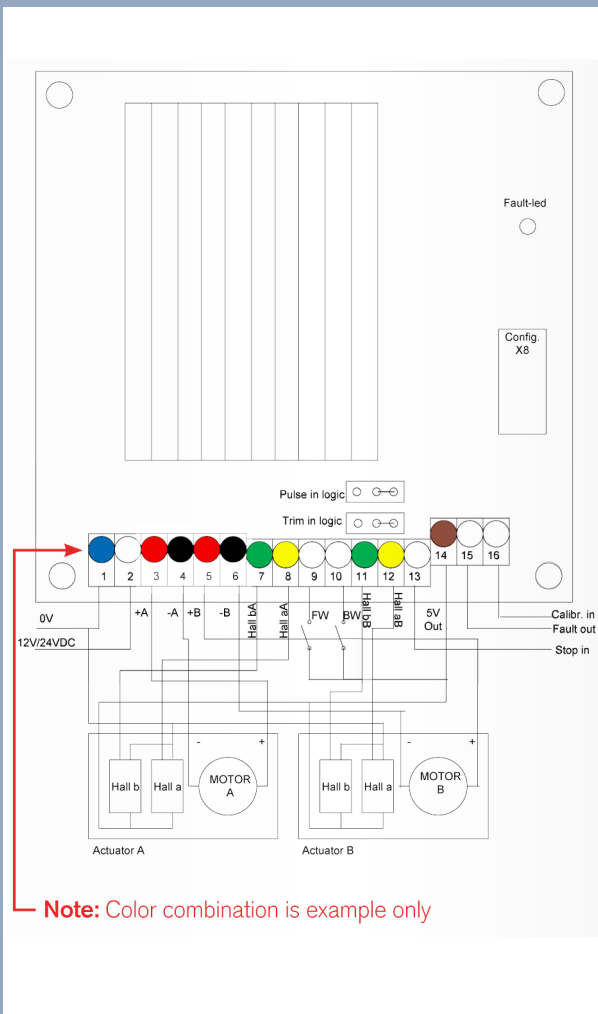 Fault-led
Config.
X8
Pulse in logic
Trim in logic
1 2 3 4 5 6 7 8 9 10 11 12 13 14 15 16
0V
12V/24VDC
+A -A +B -B
Hall bA
Hall aA
FW
BW
Hall bB
Hall aB
5V
Out
Calibr. in
Fault out
Stop in
- + - +
Hall b
Hall a
MOTOR
A
Hall b
Hall a
MOTOR
B
Actuator A
Actuator B
Note: Color combination is example only